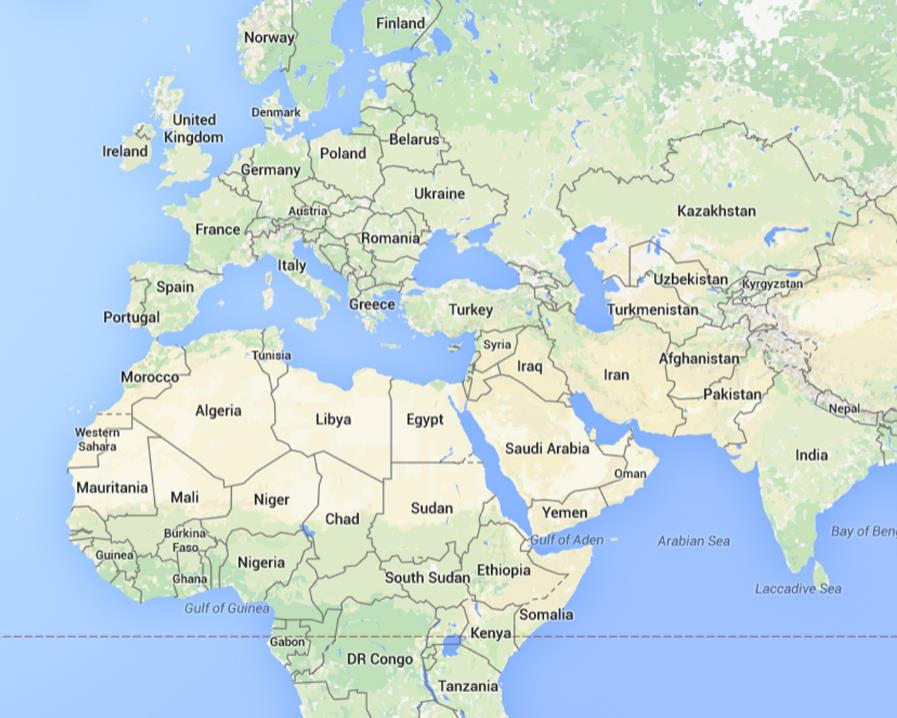 Finland
Norway
Denmark
United
Kingdom
Ireland
Belarus
Poland
Germany
Ukraine
Austria
Kazakhstan
France
Romania
Italy
Uzbekistan
Kyrgyzstan
Spain
Greece
Turkey
Turkmenistan
Portugal
Syria
Tunisia
Afghanistan
Iraq
Iran
Morocco
Pakistan
Nepal
Algeria
Libya
Egypt
Western
Sahara
Saudi Arabia
India
Oman
Mauritania
Mali
Niger
Sudan
Yemen
Chad
Burkina
Faso
Gulf of Aden
Arabian Sea
Bay of Ben
Guinea
Nigeria
Ethiopia
Ghana
South Sudan
Laccadive Sea
Gulf of Guinea
Somalia
Kenya
Gabon
DR Congo
Tanzania